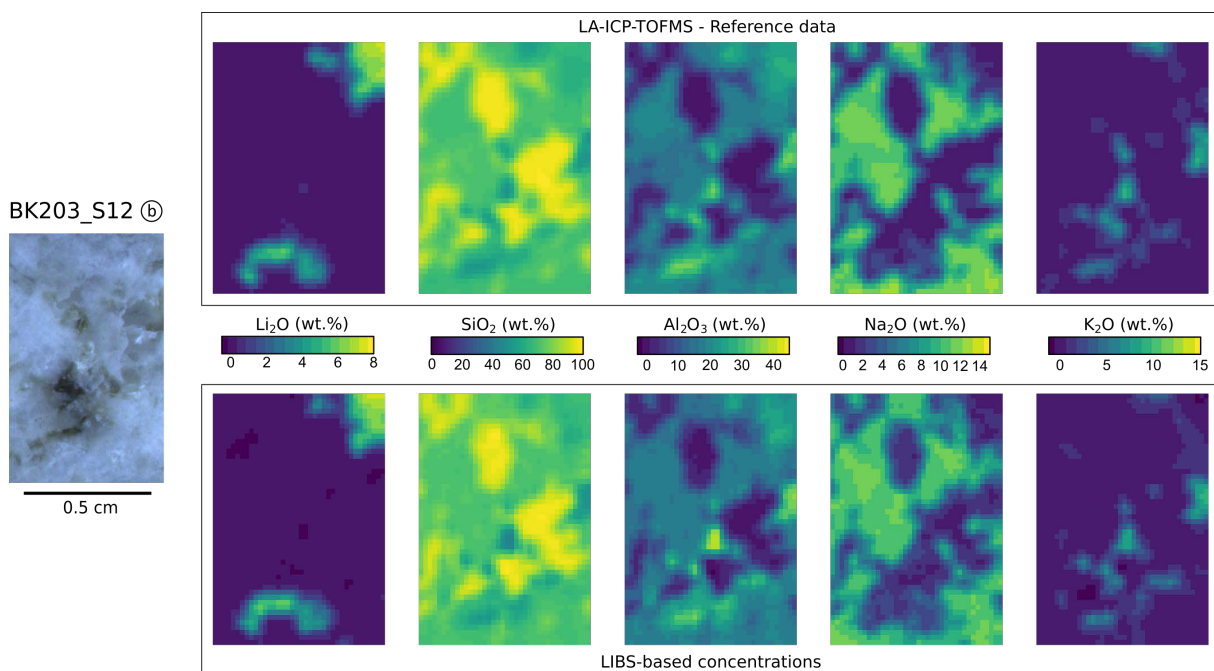 LA-ICP-TOFMS - Reference data
BK203_S12 ⓑ
0.5 cm
Li₂O (wt.%) SiO₂ (wt.%) Al₂O₃ (wt.%) Na₂O (wt.%) K₂O (wt.%)
0 2 4 6 8 0 20 40 60 80 100 0 10 20 30 40 0 2 4 6 8 10 12 14 0 5 10 15
LIBS-based concentrations